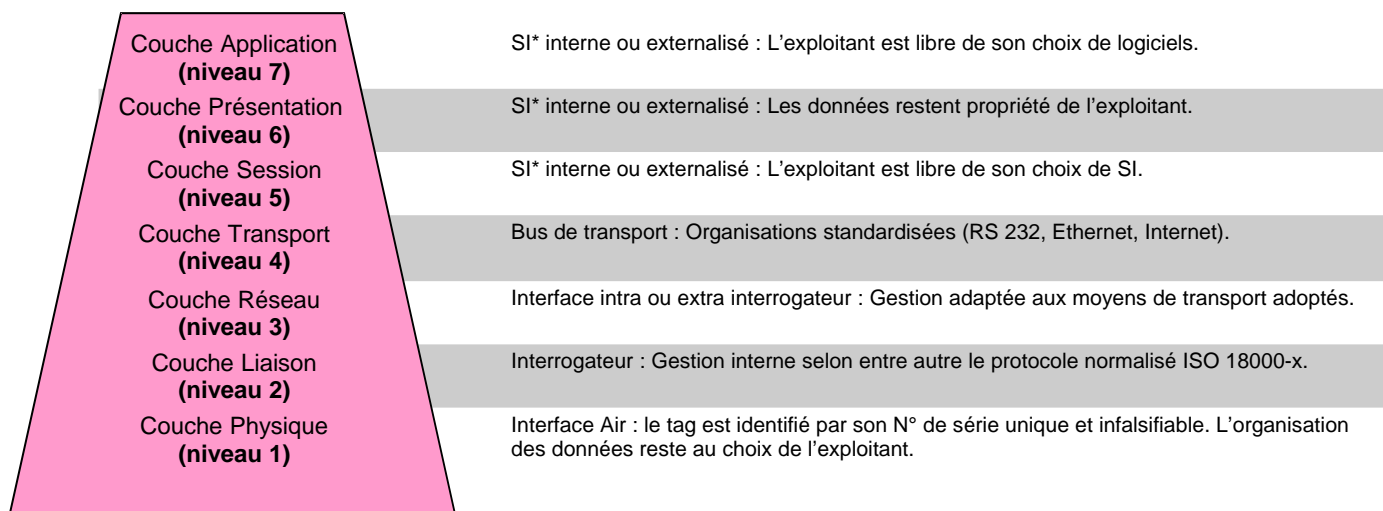 Couche Application
(niveau 7)
SI* interne ou externalisé : L’exploitant est libre de son choix de logiciels.
Couche Présentation
(niveau 6)
SI* interne ou externalisé : Les données restent propriété de l’exploitant.
Couche Session
(niveau 5)
SI* interne ou externalisé : L’exploitant est libre de son choix de SI.
Couche Transport
(niveau 4)
Bus de transport : Organisations standardisées (RS 232, Ethernet, Internet).
Couche Réseau
(niveau 3)
Interface intra ou extra interrogateur : Gestion adaptée aux moyens de transport adoptés.
Couche Liaison
(niveau 2)
Interrogateur : Gestion interne selon entre autre le protocole normalisé ISO 18000-x.
Couche Physique
(niveau 1)
Interface Air : le tag est identifié par son N° de série unique et infalsifiable. L’organisation
des données reste au choix de l’exploitant.